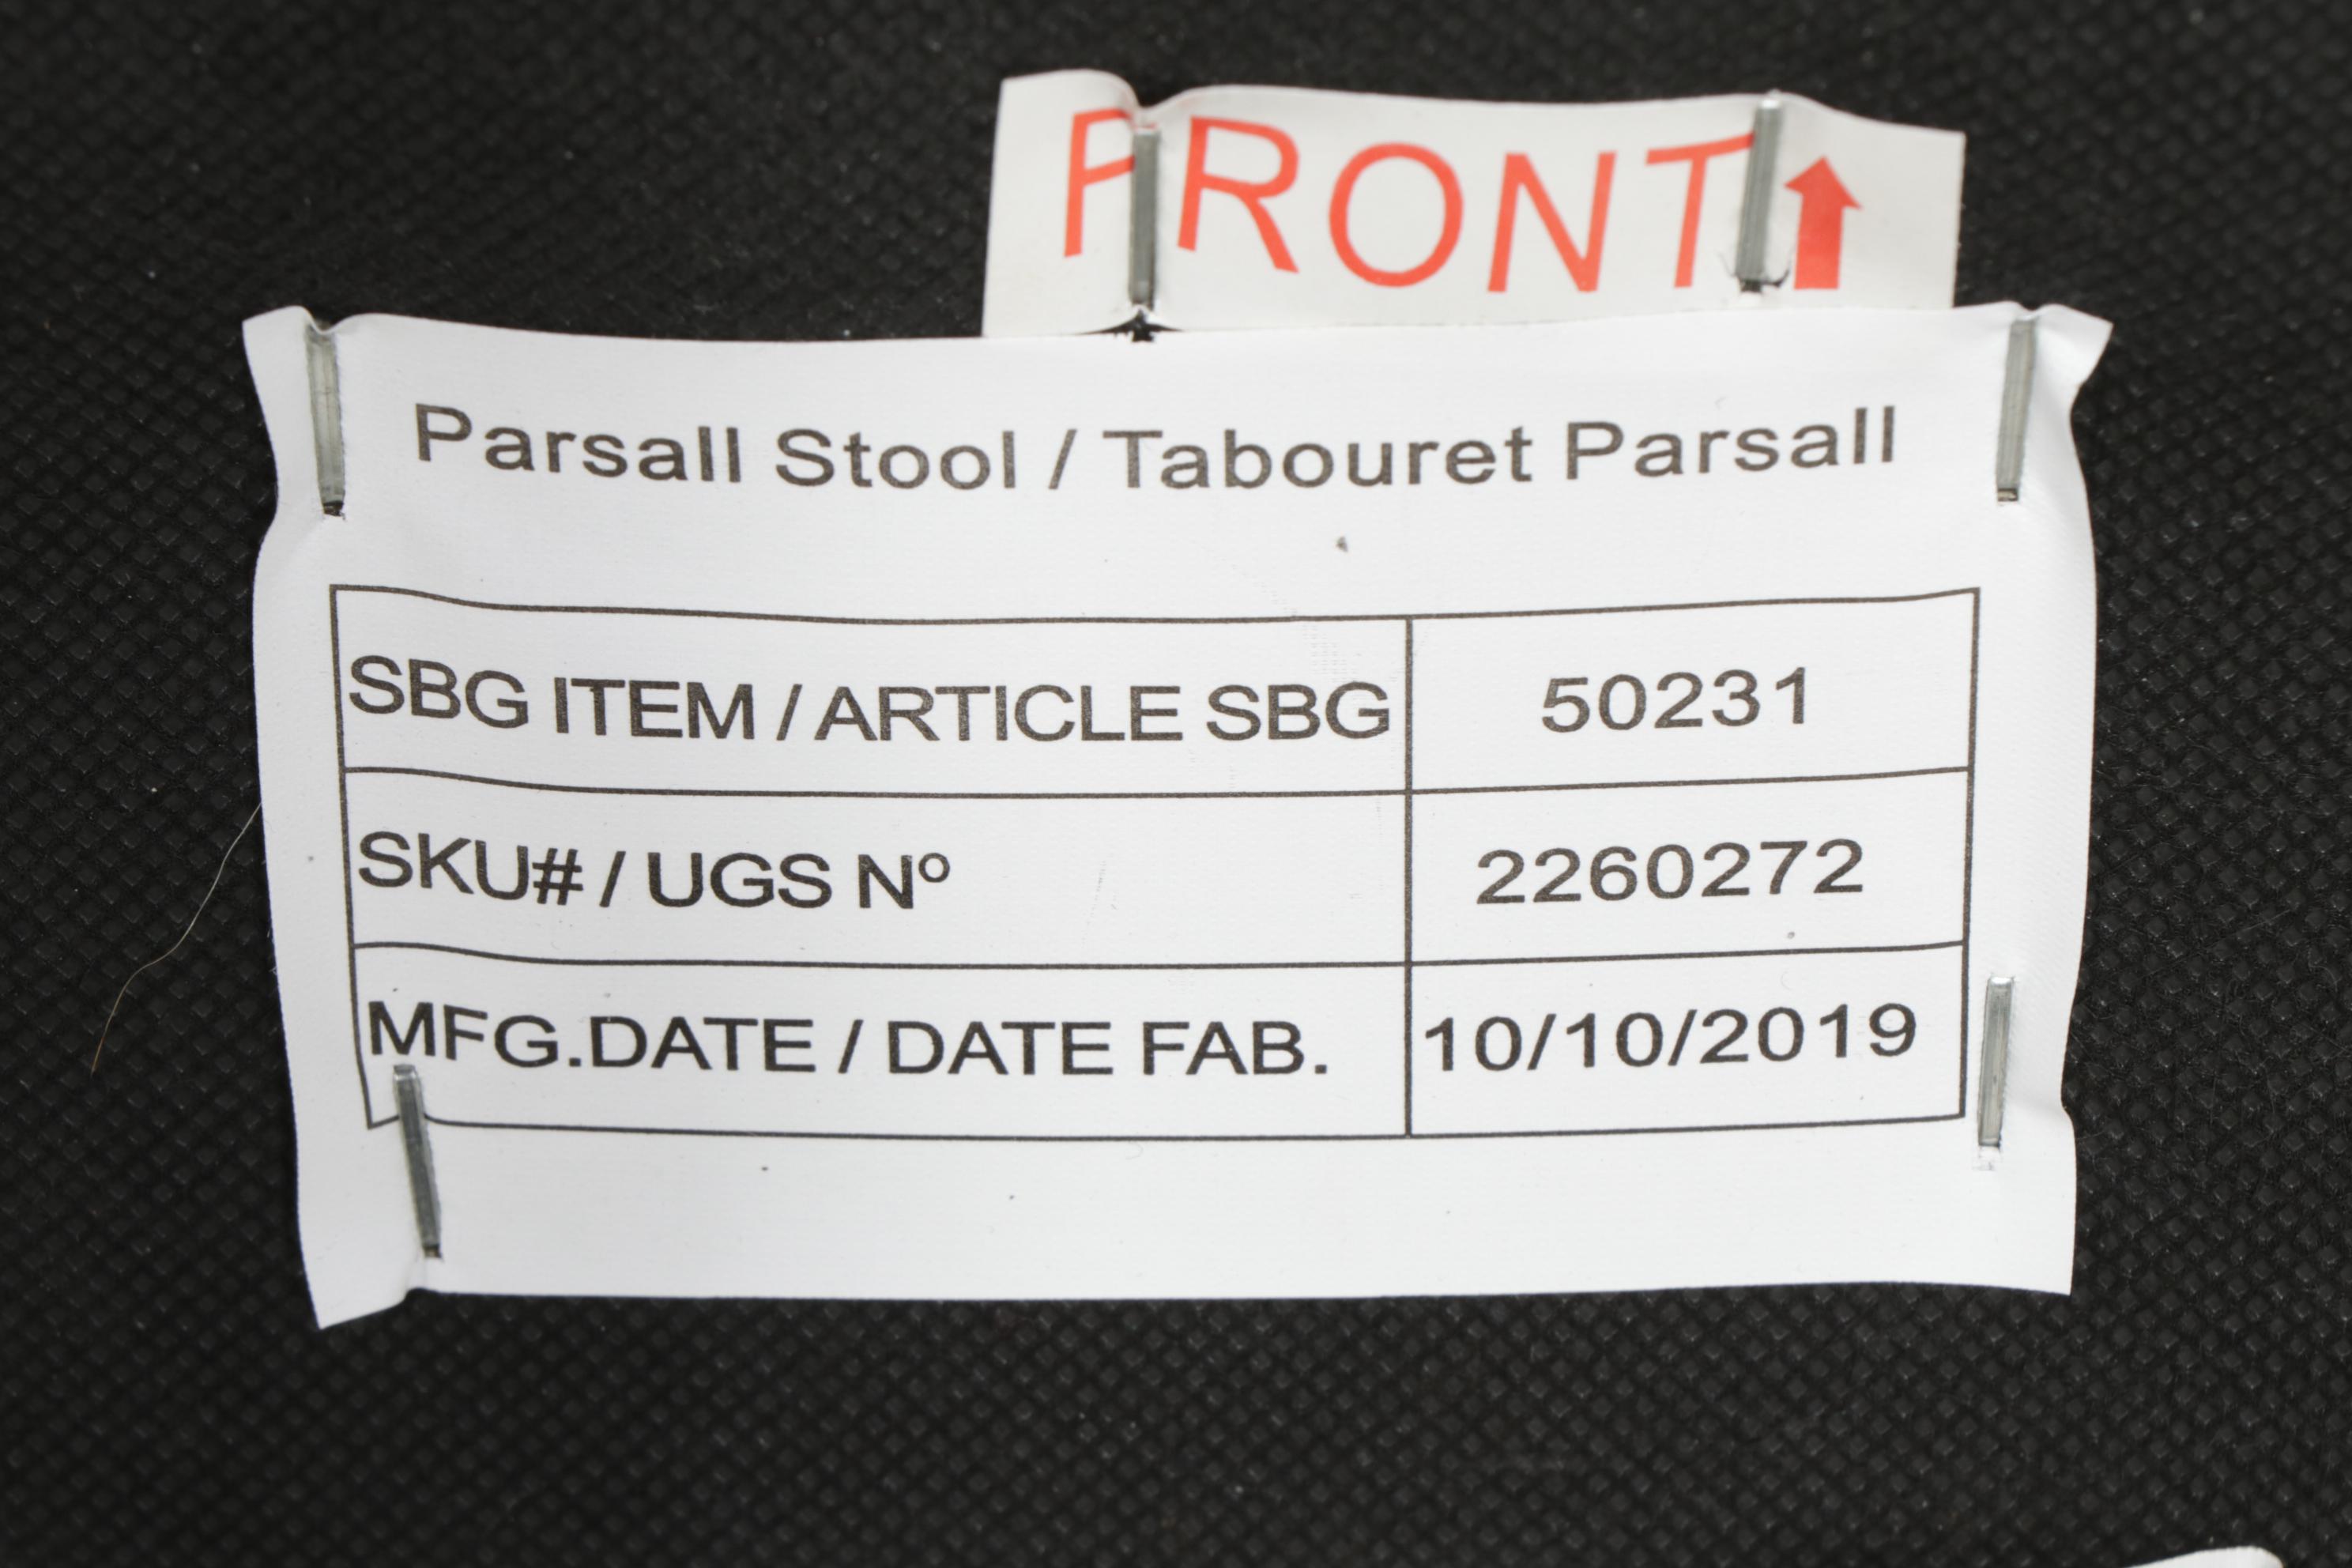 FRONT
Parsall Stool / Tabouret Parsall
SBG ITEM / ARTICLE SBG 50231
SKU# / UGS Nº 2260272
MFG.DATE / DATE FAB. 10/10/2019